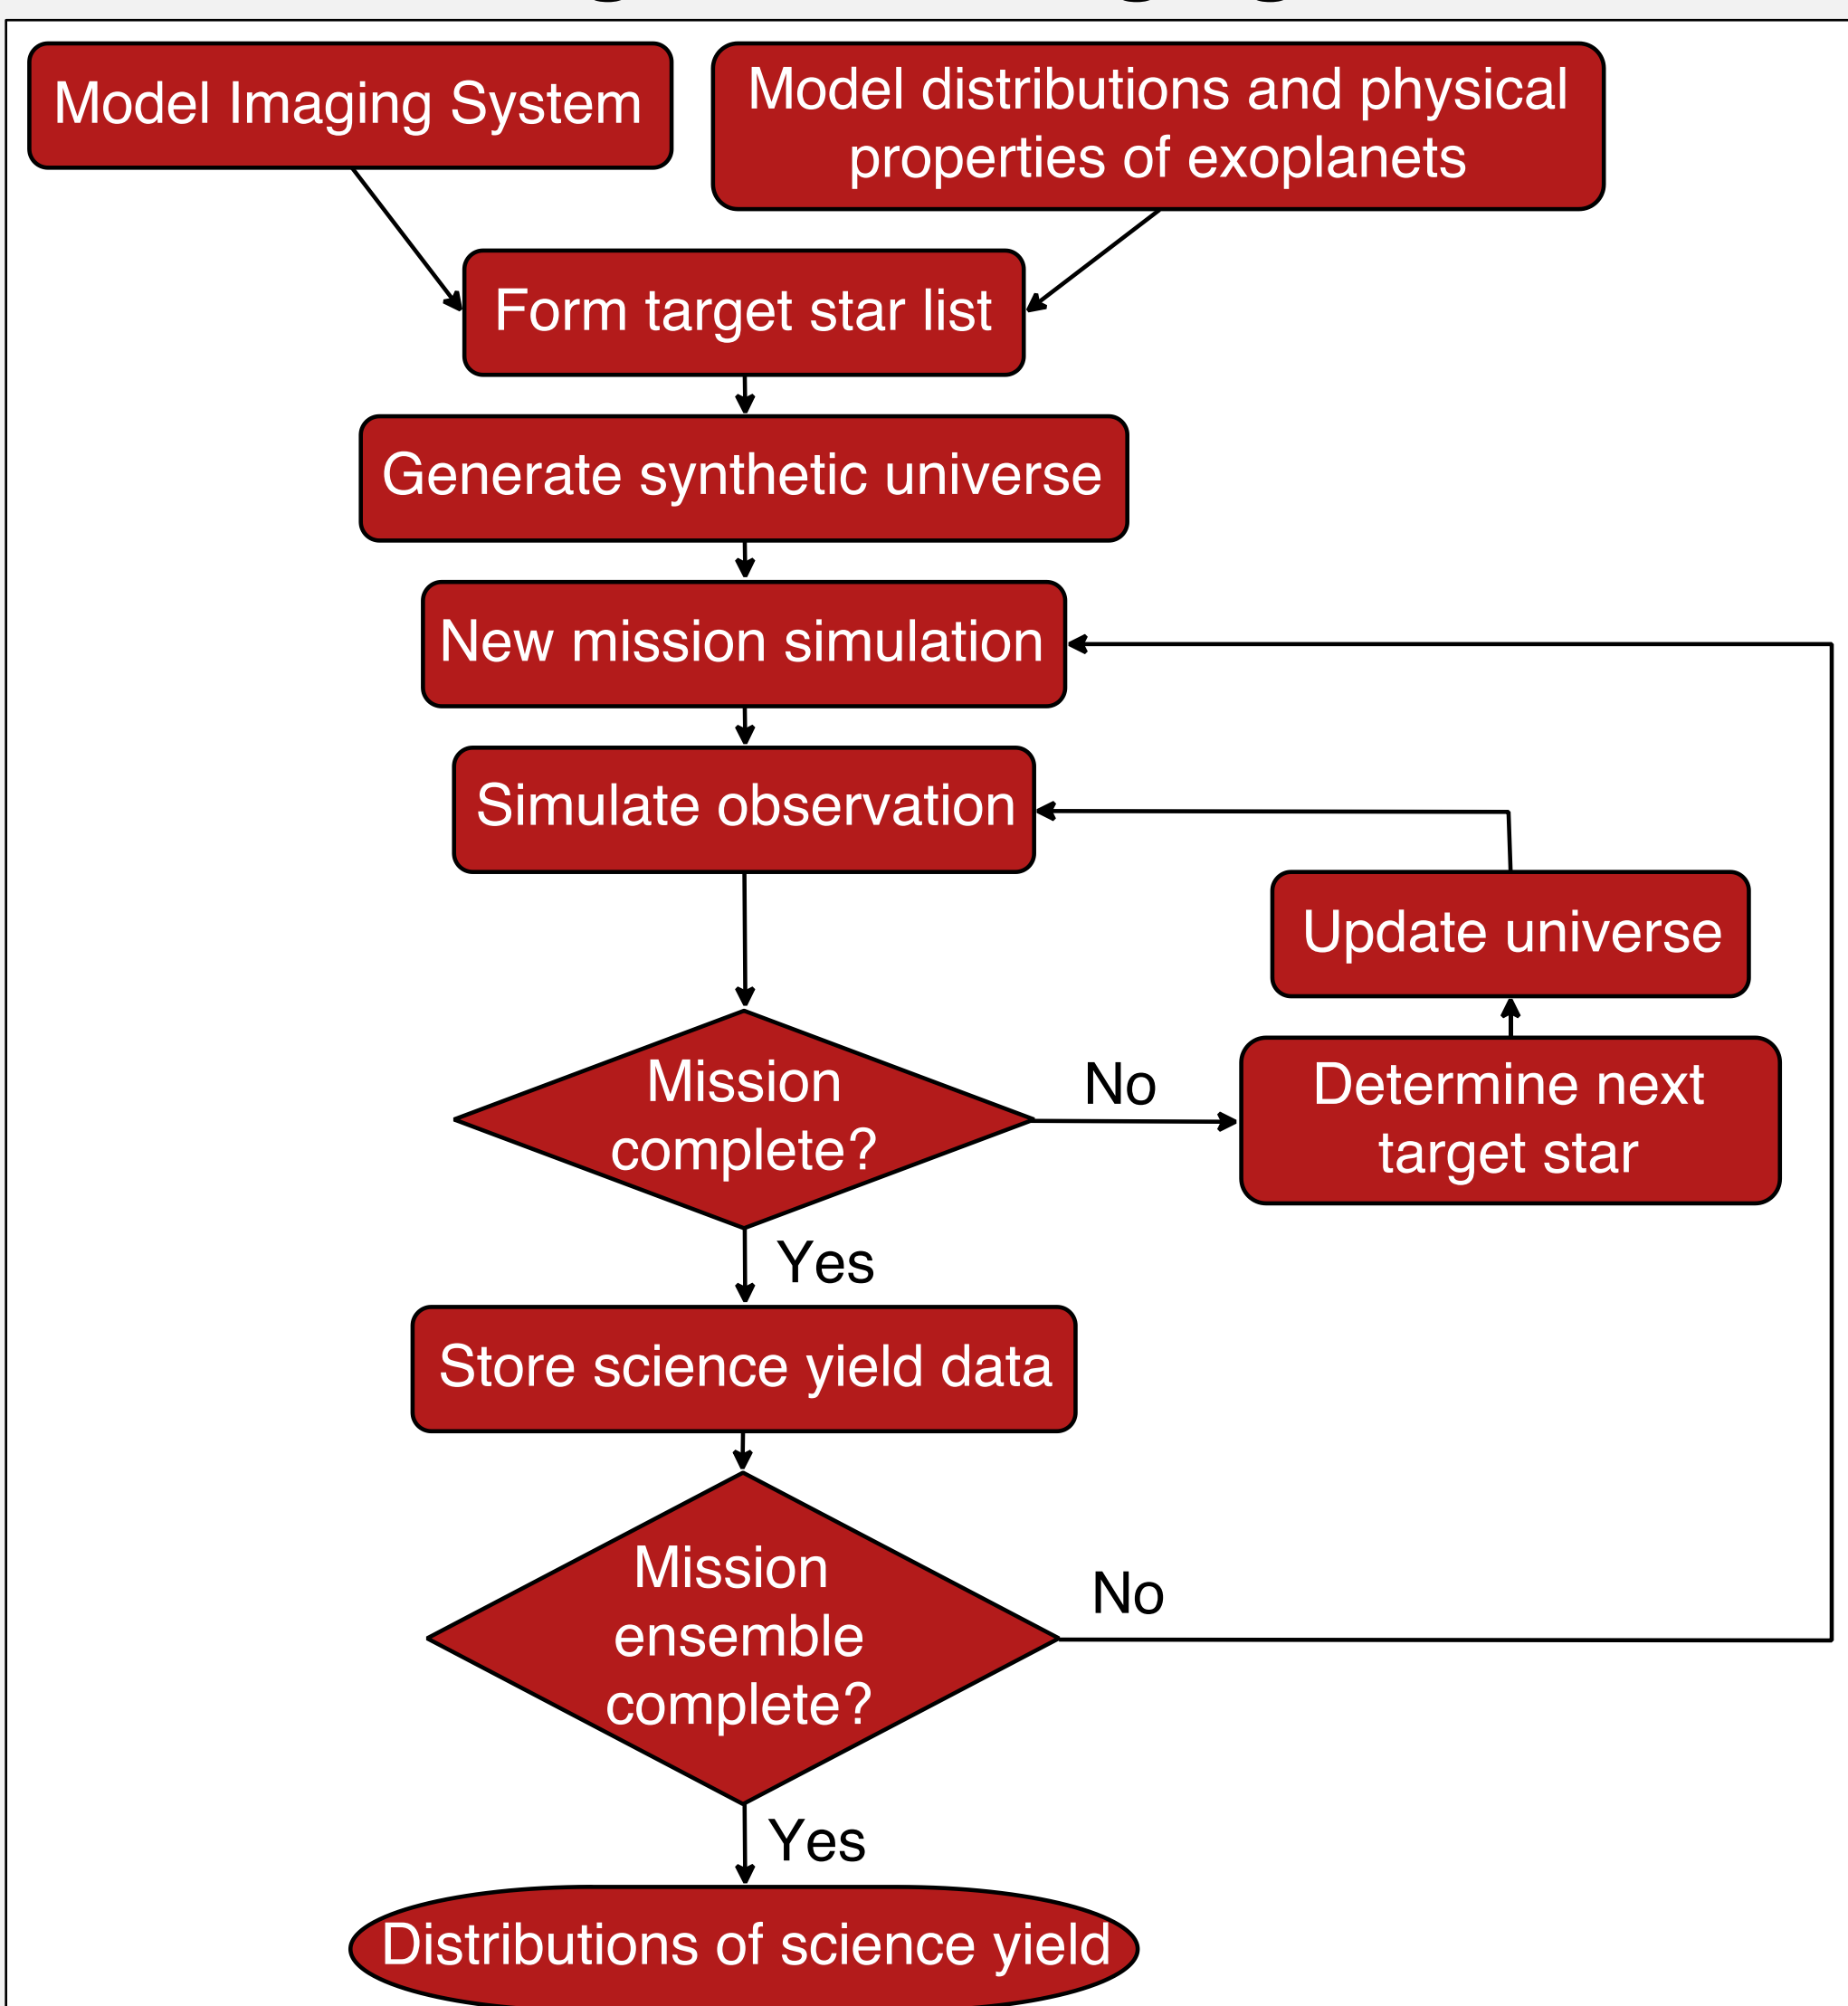 Model Imaging System
Model distributions and physical
properties of exoplanets
Form target star list
Generate synthetic universe
New mission simulation
Simulate observation
Update universe
Mission
complete?
No
Determine next
target star
Yes
Store science yield data
Mission
ensemble
complete?
No
Yes
Distributions of science yield